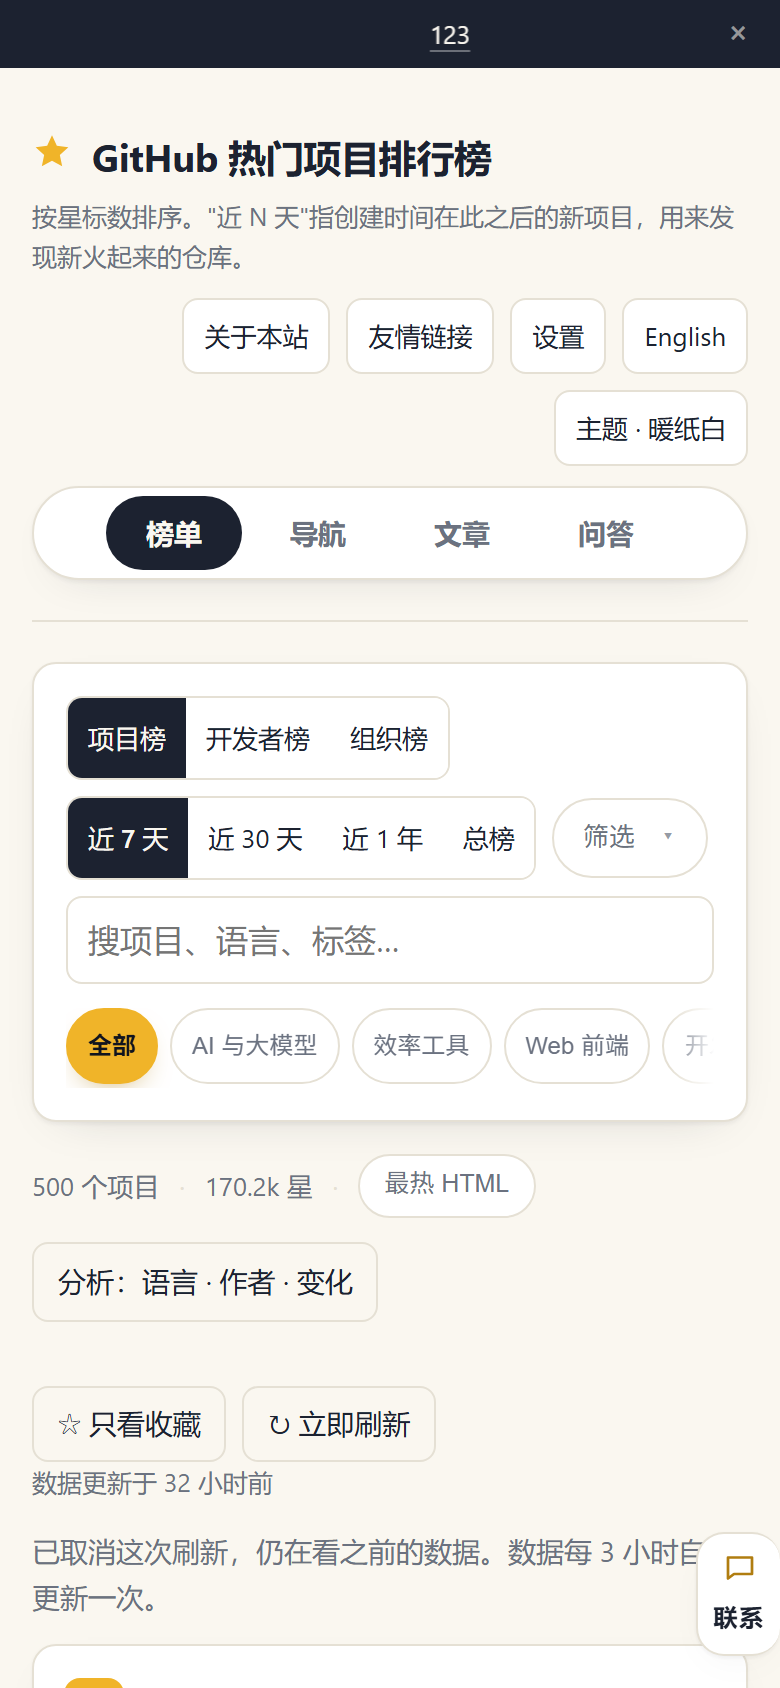 123 ×
GitHub 热门项目排行榜
按星标数排序。"近 N 天"指创建时间在此之后的新项目，用来发
现新火起来的仓库。
关于本站 友情链接 设置 English
主题 · 暖纸白
榜单 导航 文章 问答
项目榜 开发者榜 组织榜
近 7 天 近 30 天 近 1 年 总榜 筛选 ▾
搜项目、语言、标签...
全部 AI 与大模型 效率工具 Web 前端 开
500 个项目 · 170.2k 星 · 最热 HTML
分析：语言 · 作者 · 变化
☆ 只看收藏 ↻ 立即刷新
数据更新于 32 小时前
已取消这次刷新，仍在看之前的数据。数据每 3 小时自
更新一次。
联系